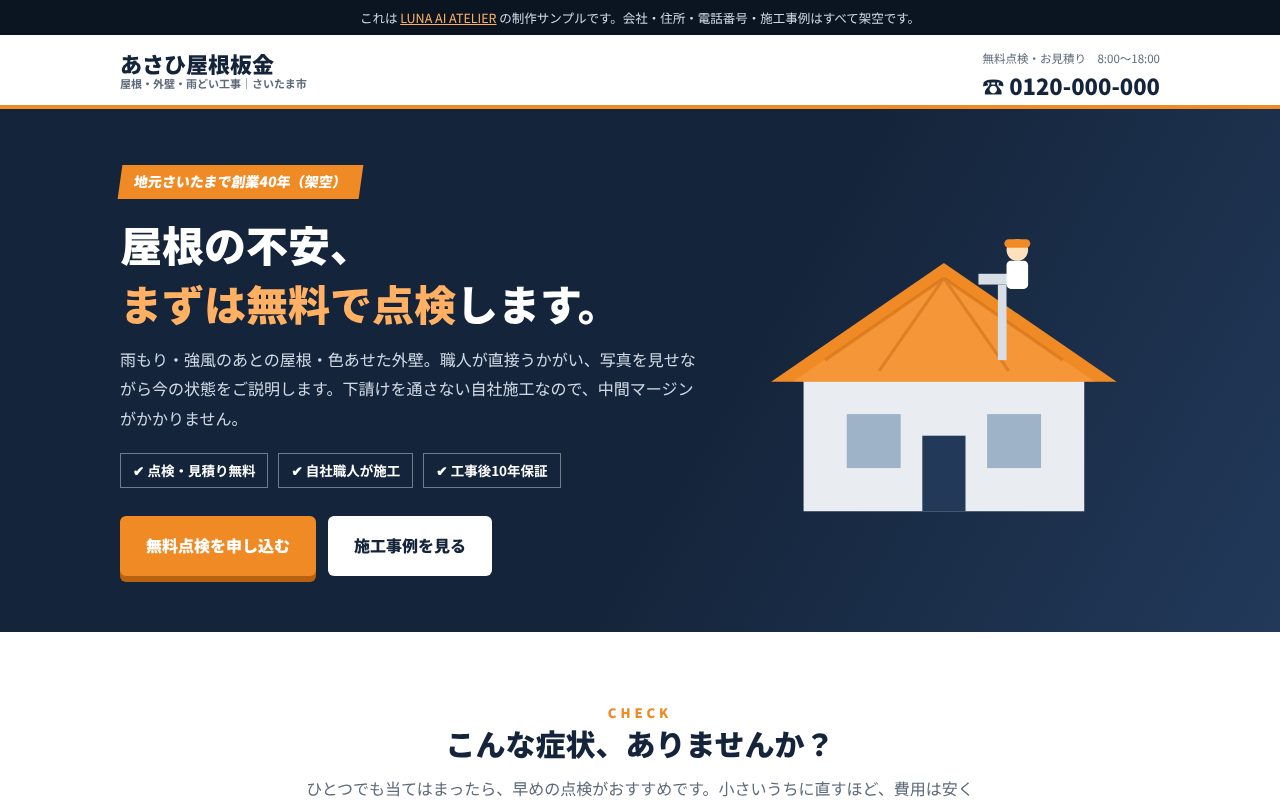 これは LUNA AI ATELIER の制作サンプルです。会社・住所・電話番号・施工事例はすべて架空です。
あさひ屋根板金
屋根・外壁・雨どい工事｜さいたま市
無料点検・お見積り　8:00〜18:00
☎ 0120-000-000
地元さいたまで創業40年（架空）
屋根の不安、
まずは無料で点検します。
雨もり・強風のあとの屋根・色あせた外壁。職人が直接うかがい、写真を見せな
がら今の状態をご説明します。下請けを通さない自社施工なので、中間マージン
がかかりません。
✔ 点検・見積り無料
✔ 自社職人が施工
✔ 工事後10年保証
無料点検を申し込む
施工事例を見る
CHECK
こんな症状、ありませんか？
ひとつでも当てはまったら、早めの点検がおすすめです。小さいうちに直すほど、費用は安く